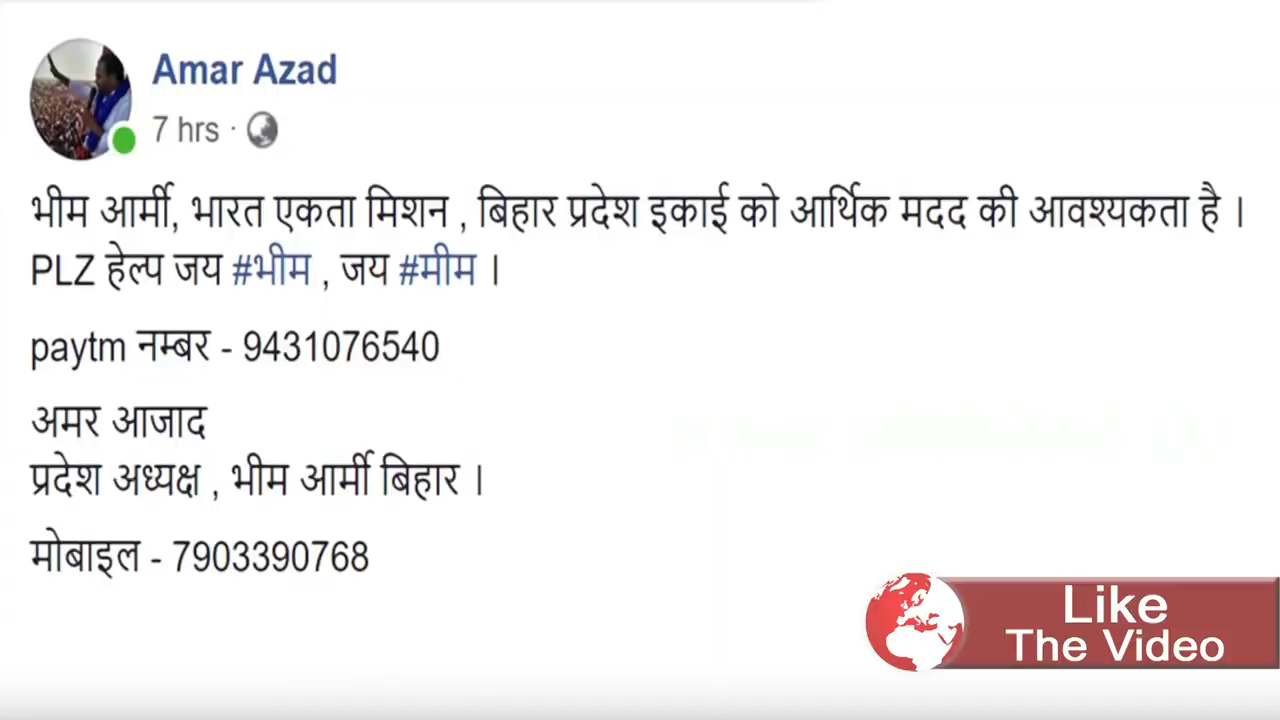 Amar Azad
7 hrs ·
भीम आर्मी, भारत एकता मिशन , बिहार प्रदेश इकाई को आर्थिक मदद की आवश्यकता है ।
PLZ हेल्प जय #भीम , जय #मीम ।
paytm नम्बर - 9431076540
अमर आजाद
प्रदेश अध्यक्ष , भीम आर्मी बिहार ।
मोबाइल - 7903390768
Like
The Video